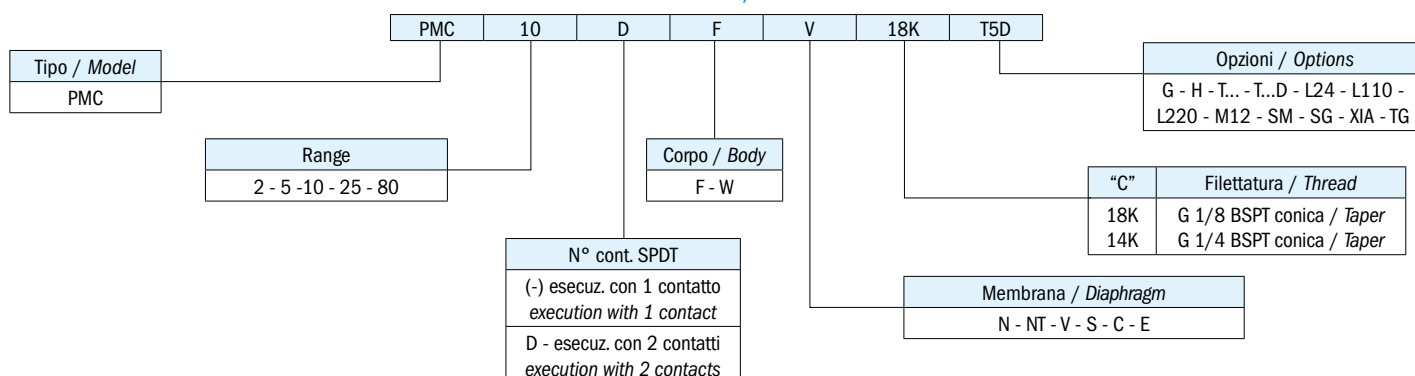 PMC 10 D F V 18K T5D
Tipo / Model
PMC
Opzioni / Options
G - H - T... - T...D - L24 - L110 -
L220 - M12 - SM - SG - XIA - TG
Range
2 - 5 -10 - 25 - 80
Corpo / Body
F - W
"C" Filettatura / Thread
18K G 1/8 BSPT conica / Taper
14K G 1/4 BSPT conica / Taper
N° cont. SPDT
(-) esecuz. con 1 contatto
execution with 1 contact
D - esecuz. con 2 contatti
execution with 2 contacts
Membrana / Diaphragm
N - NT - V - S - C - E